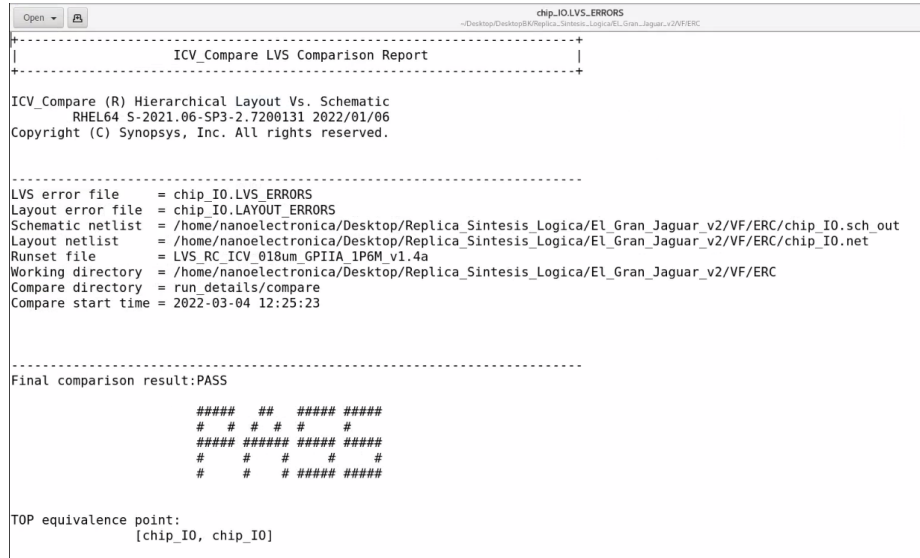 Open
chip_IO.LVS_ERRORS
~/Desktop/DesktopBK/Replica_Sintesis_Logica/El_Gran_Jaguar_v2/VF/ERC
+---------------------------------------------------------------------------+
| ICV_Compare LVS Comparison Report |
+---------------------------------------------------------------------------+
ICV_Compare (R) Hierarchical Layout Vs. Schematic
RHEL64 S-2021.06-SP3-2.7200131 2022/01/06
Copyright (C) Synopsys, Inc. All rights reserved.
-----------------------------------------------------------------------------
LVS error file = chip_IO.LVS_ERRORS
Layout error file = chip_IO.LAYOUT_ERRORS
Schematic netlist = /home/nanoelectronica/Desktop/Replica_Sintesis_Logica/El_Gran_Jaguar_v2/VF/ERC/chip_IO.sch_out
Layout netlist = /home/nanoelectronica/Desktop/Replica_Sintesis_Logica/El_Gran_Jaguar_v2/VF/ERC/chip_IO.net
Runset file = LVS_RC_ICV_018um_GPIIA_1P6M_v1.4a
Working directory = /home/nanoelectronica/Desktop/Replica_Sintesis_Logica/El_Gran_Jaguar_v2/VF/ERC
Compare directory = run_details/compare
Compare start time = 2022-03-04 12:25:23
-----------------------------------------------------------------------------
Final comparison result:PASS
##### ## ##### #####
# # # # # #
##### ###### ##### #####
# # # # #
# # # ##### #####
TOP equivalence point:
[chip_IO, chip_IO]